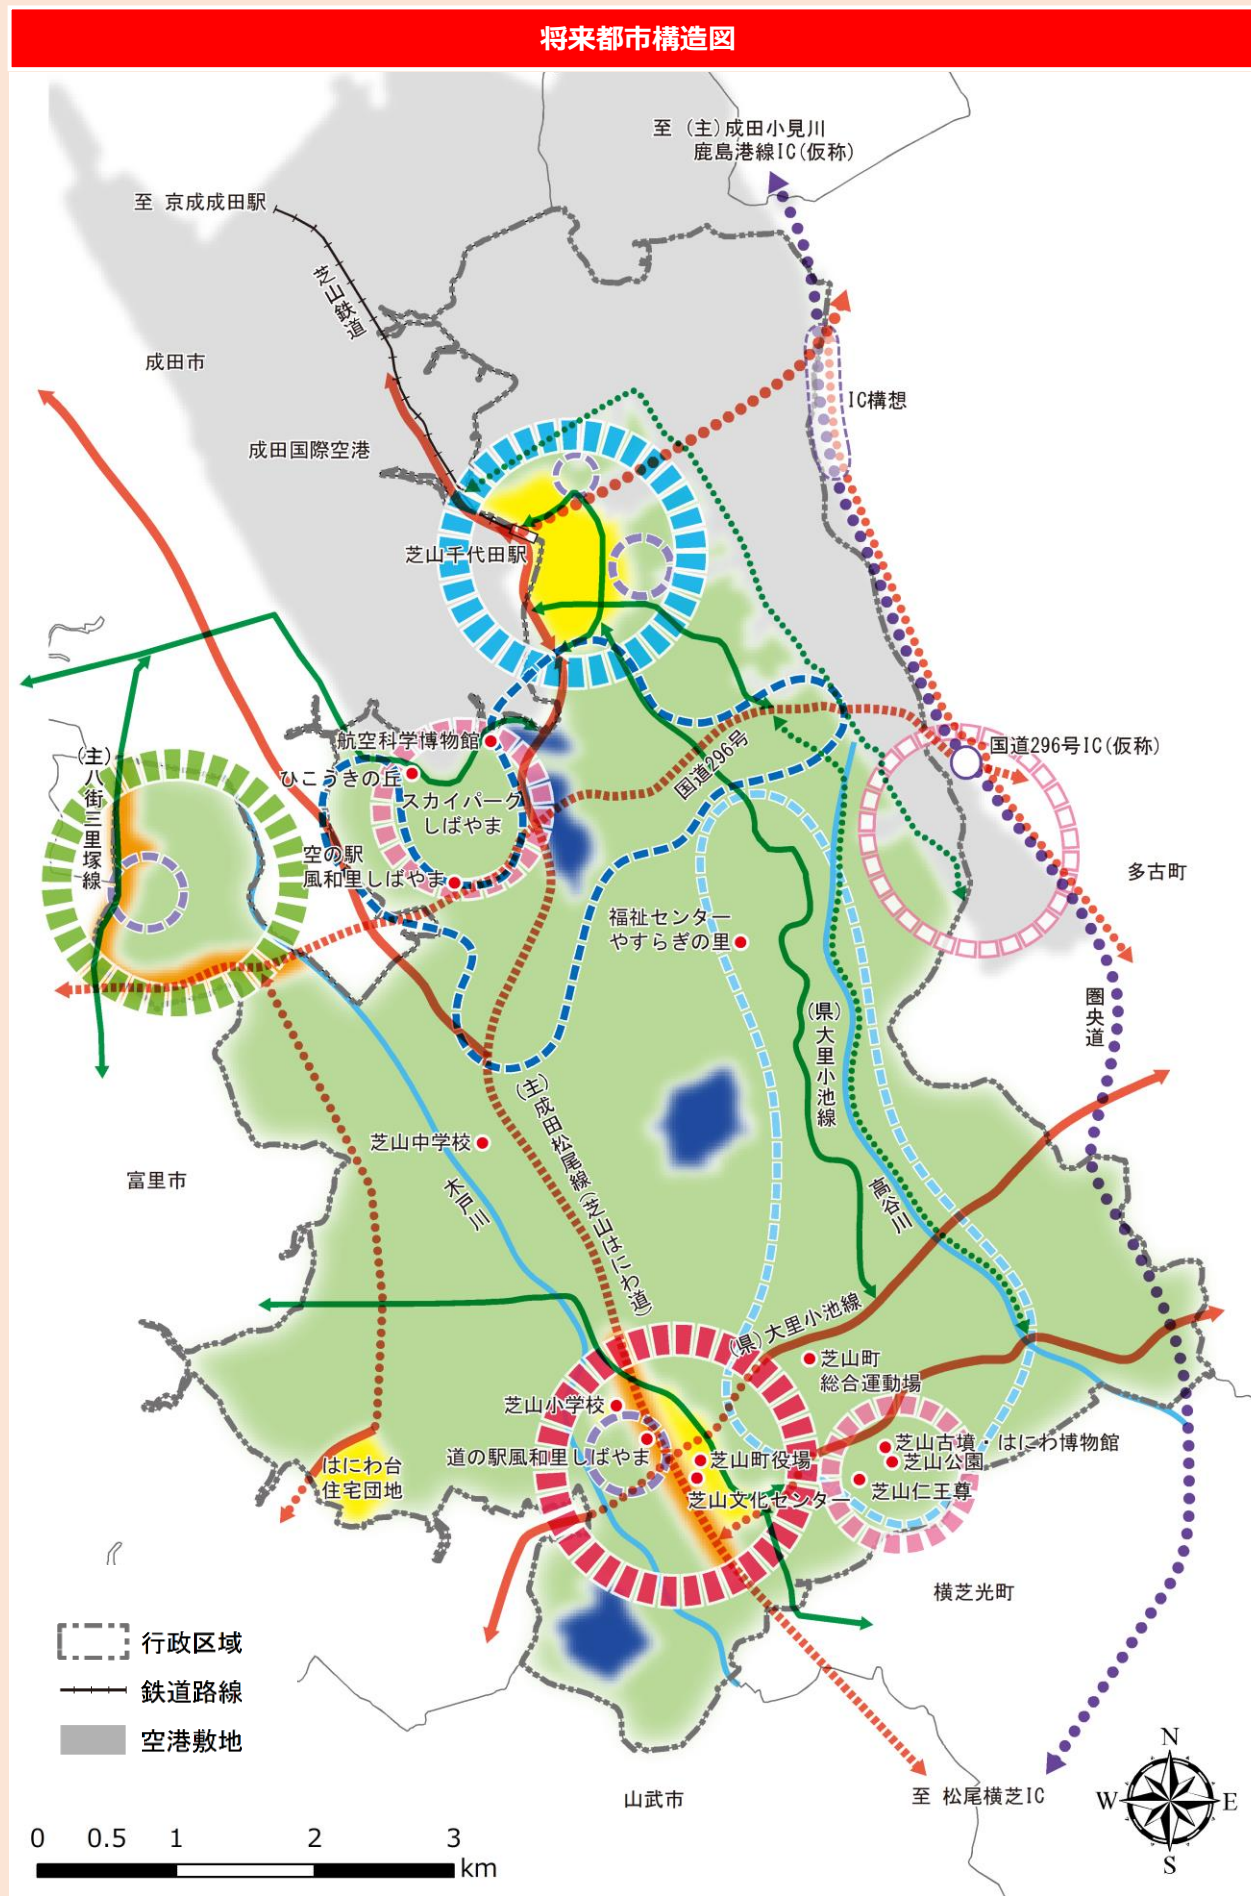 将来都市構造図
至 (主)成田小見川
鹿島港線IC(仮称)
至 京成成田駅
芝山鉄道
成田市
IC構想
成田国際空港
芝山千代田駅
航空科学博物館
国道296号
国道296号IC(仮称)
(主)八街三里塚線
ひこうきの丘
スカイパーク
しばやま
空の駅
風和里しばやま
多古町
福祉センター
やすらぎの里
圏央道
(県)大里小池線
(主)成田松尾線(芝山はにわ道)
芝山中学校
木戸川
高谷川
富里市
(県)大里小池線
芝山町
総合運動場
芝山小学校
道の駅風和里しばやま
芝山町役場
芝山文化センター
芝山古墳・はにわ博物館
芝山公園
芝山仁王尊
はにわ台
住宅団地
横芝光町
行政区域
鉄道路線
空港敷地
山武市
至 松尾横芝IC
N
W
E
S
0 0.5 1 2 3
km